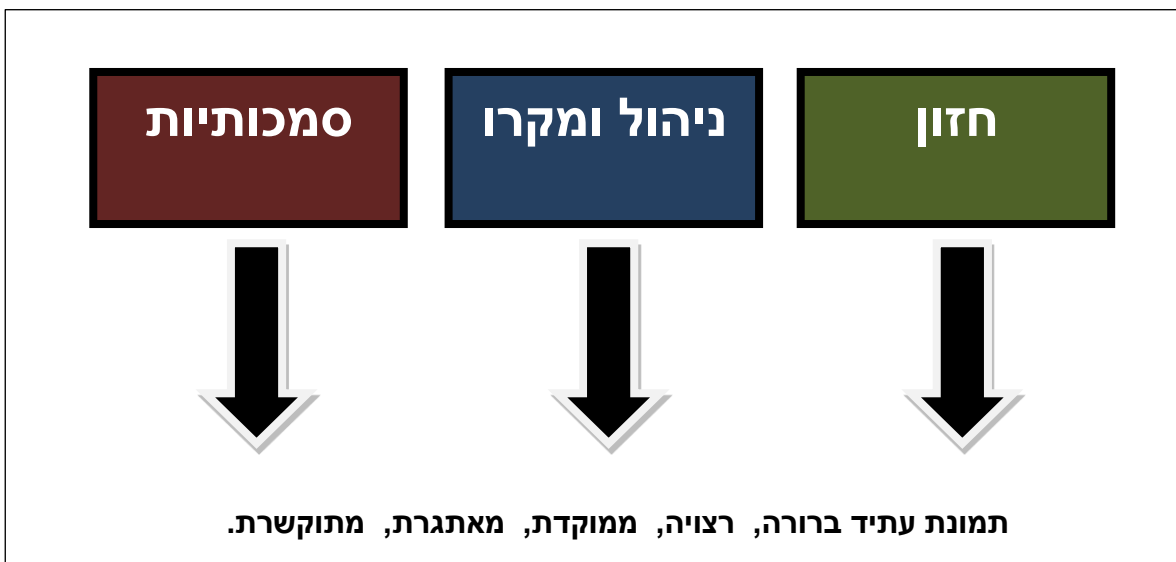 חזון
ניהול ומקרו
סמכותיות
תמונת עתיד ברורה, רצויה, ממוקדת, מאתגרת, מתוקשרת.